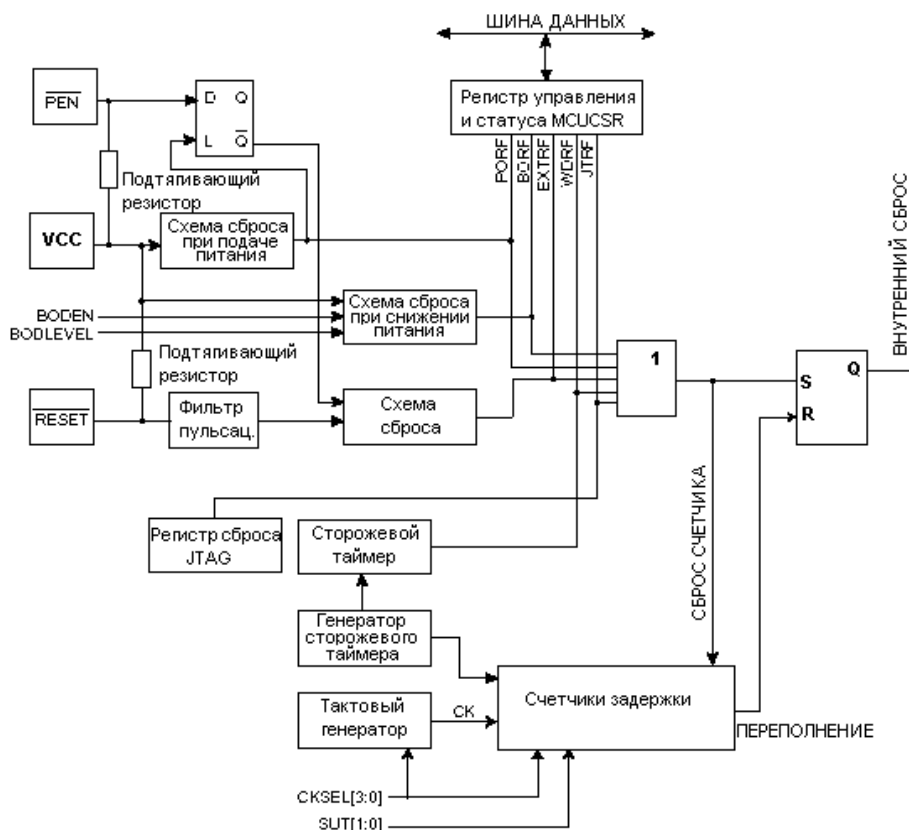 ШИНА ДАННЫХ
PEN
D Q
L Q
Регистр управления
и статуса MCUCSR
PORF
BORF
EXTRF
WDRF
JTRF
Подтягивающий
резистор
VCC
Схема сброса
при подаче
питания
BODEN
BODLEVEL
Схема сброса
при снижении
питания
Подтягивающий
резистор
RESET
Фильтр
пульсац.
Схема
сброса
1
S Q
R
ВНУТРЕННИЙ СБРОС
Регистр сброса
JTAG
Сторожевой
таймер
СБРОС СЧЕТЧИКА
Генератор
сторожевого
таймера
Тактовый
генератор
CK
Счетчики задержки
ПЕРЕПОЛНЕНИЕ
CKSEL[3:0]
SUT[1:0]